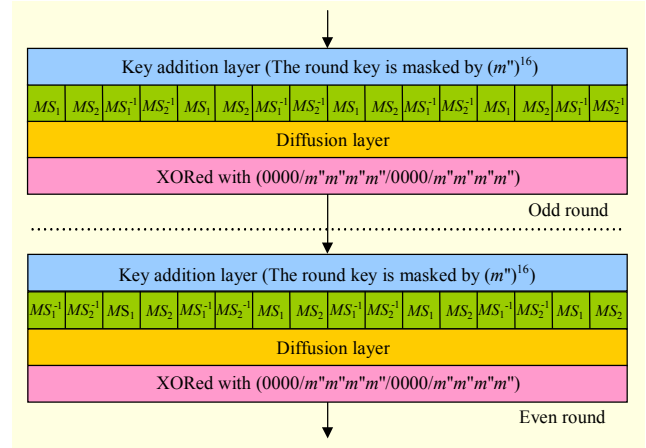 Key addition layer (The round key is masked by (m")¹⁶)
MS₁ MS₂ MS₁⁻¹ MS₂⁻¹ MS₁ MS₂ MS₁⁻¹ MS₂⁻¹ MS₁ MS₂ MS₁⁻¹ MS₂⁻¹ MS₁ MS₂ MS₁⁻¹ MS₂⁻¹
Diffusion layer
XORed with (0000/m"m"m"m"/0000/m"m"m"m")
Odd round
Key addition layer (The round key is masked by (m")¹⁶)
MS₁⁻¹ MS₂⁻¹ MS₁ MS₂ MS₁⁻¹ MS₂⁻¹ MS₁ MS₂ MS₁⁻¹ MS₂⁻¹ MS₁ MS₂ MS₁⁻¹ MS₂⁻¹ MS₁ MS₂
Diffusion layer
XORed with (0000/m"m"m"m"/0000/m"m"m"m")
Even round